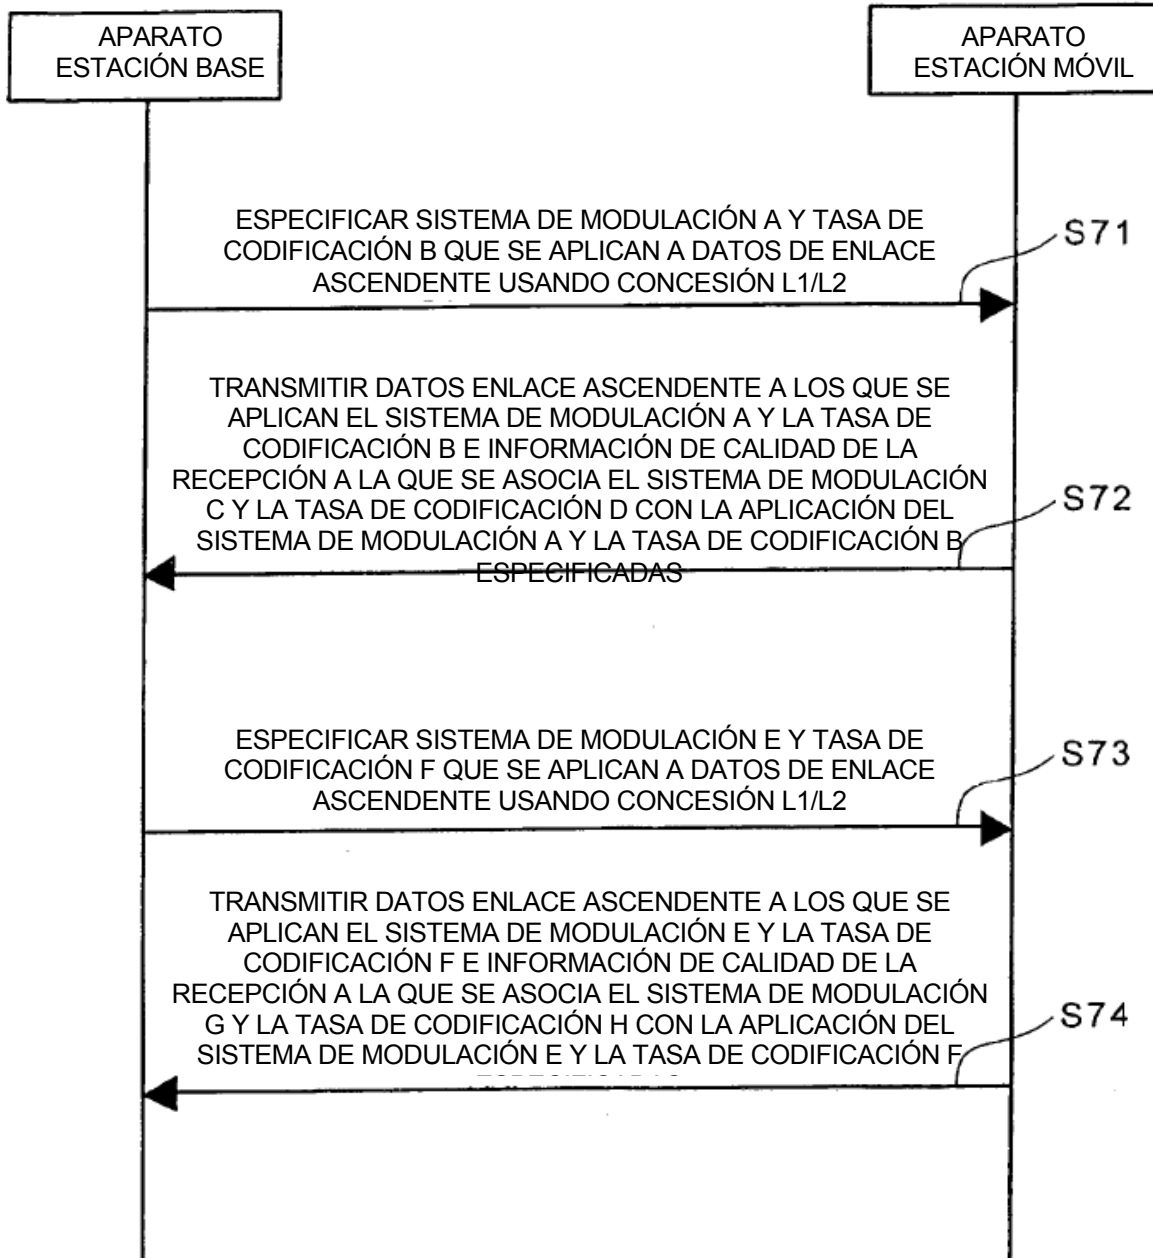 APARATO
ESTACIÓN BASE
APARATO
ESTACIÓN MÓVIL
ESPECIFICAR SISTEMA DE MODULACIÓN A Y TASA DE
CODIFICACIÓN B QUE SE APLICAN A DATOS DE ENLACE
ASCENDENTE USANDO CONCESIÓN L1/L2
S71
TRANSMITIR DATOS ENLACE ASCENDENTE A LOS QUE SE
APLICAN EL SISTEMA DE MODULACIÓN A Y LA TASA DE
CODIFICACIÓN B E INFORMACIÓN DE CALIDAD DE LA
RECEPCIÓN A LA QUE SE ASOCIA EL SISTEMA DE MODULACIÓN
C Y LA TASA DE CODIFICACIÓN D CON LA APLICACIÓN DEL
SISTEMA DE MODULACIÓN A Y LA TASA DE CODIFICACIÓN B
ESPECIFICADAS
S72
ESPECIFICAR SISTEMA DE MODULACIÓN E Y TASA DE
CODIFICACIÓN F QUE SE APLICAN A DATOS DE ENLACE
ASCENDENTE USANDO CONCESIÓN L1/L2
S73
TRANSMITIR DATOS ENLACE ASCENDENTE A LOS QUE SE
APLICAN EL SISTEMA DE MODULACIÓN E Y LA TASA DE
CODIFICACIÓN F E INFORMACIÓN DE CALIDAD DE LA
RECEPCIÓN A LA QUE SE ASOCIA EL SISTEMA DE MODULACIÓN
G Y LA TASA DE CODIFICACIÓN H CON LA APLICACIÓN DEL
SISTEMA DE MODULACIÓN E Y LA TASA DE CODIFICACIÓN F
S74